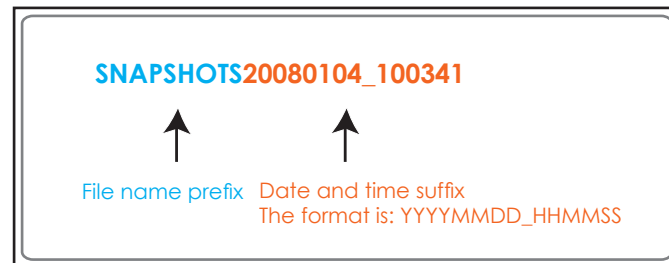 SNAPSHOTS20080104_100341
File name prefix Date and time suffix
The format is: YYYYMMDD_HHMMSS